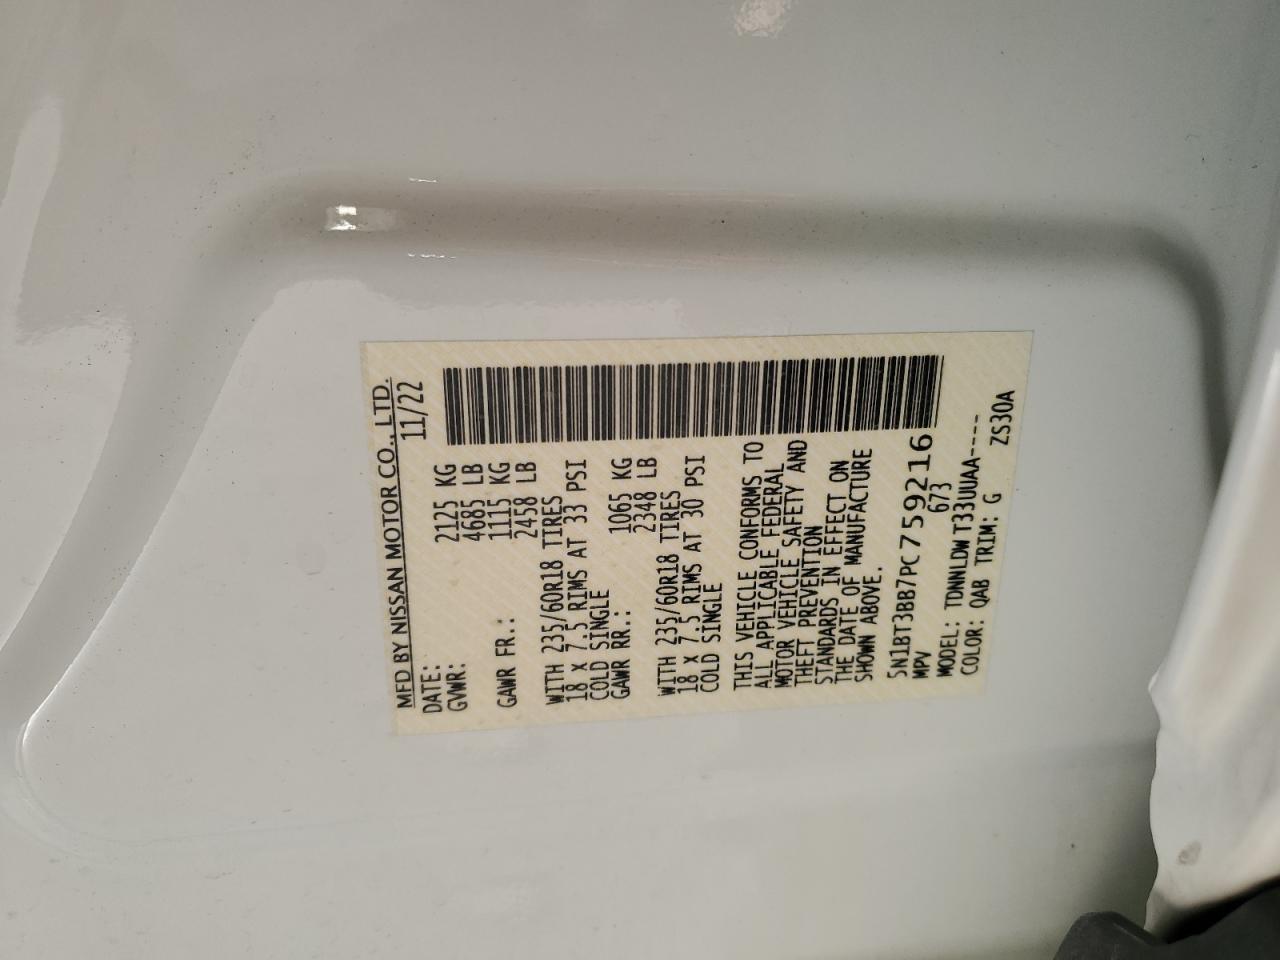 MFD BY NISSAN MOTOR CO., LTD.
DATE: 11/22
GVWR: 2125 KG
4685 LB
GAWR FR.: 1115 KG
2458 LB
WITH 235/60R18 TIRES
18 X 7.5 RIMS AT 33 PSI
COLD SINGLE
GAWR RR.: 1065 KG
2348 LB
WITH 235/60R18 TIRES
18 X 7.5 RIMS AT 30 PSI
COLD SINGLE
THIS VEHICLE CONFORMS TO
ALL APPLICABLE FEDERAL
MOTOR VEHICLE SAFETY AND
THEFT PREVENTION
STANDARDS IN EFFECT ON
THE DATE OF MANUFACTURE
SHOWN ABOVE.
5N1BT3BB7PC759216
MPV 673
MODEL: TDNNLDW T33UUAA----
COLOR: QAB TRIM: G ZS30A